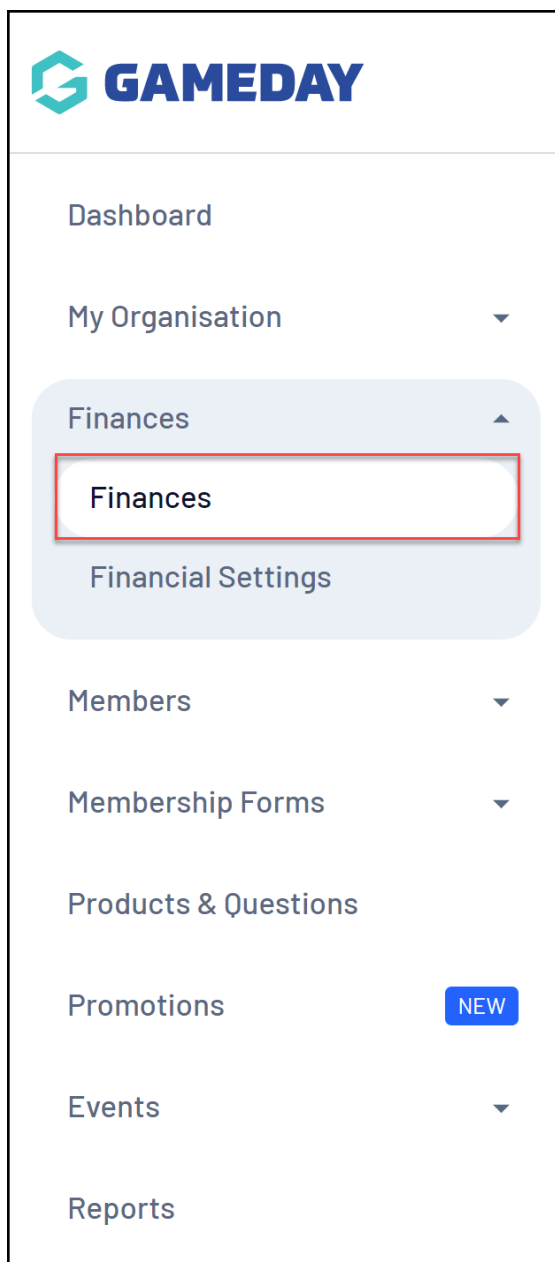 GAMEDAY
Dashboard
My Organisation
Finances
Finances
Financial Settings
Members
Membership Forms
Products & Questions
Promotions NEW
Events
Reports